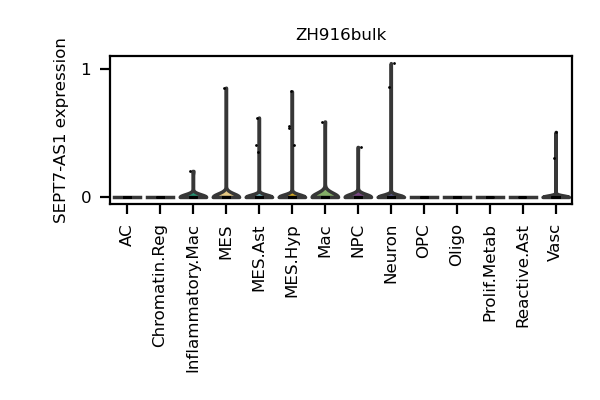 ZH916bulk
SEPT7-AS1 expression
1
0
AC
Chromatin.Reg
Inflammatory.Mac
MES
MES.Ast
MES.Hyp
Mac
NPC
Neuron
OPC
Oligo
Prolif.Metab
Reactive.Ast
Vasc